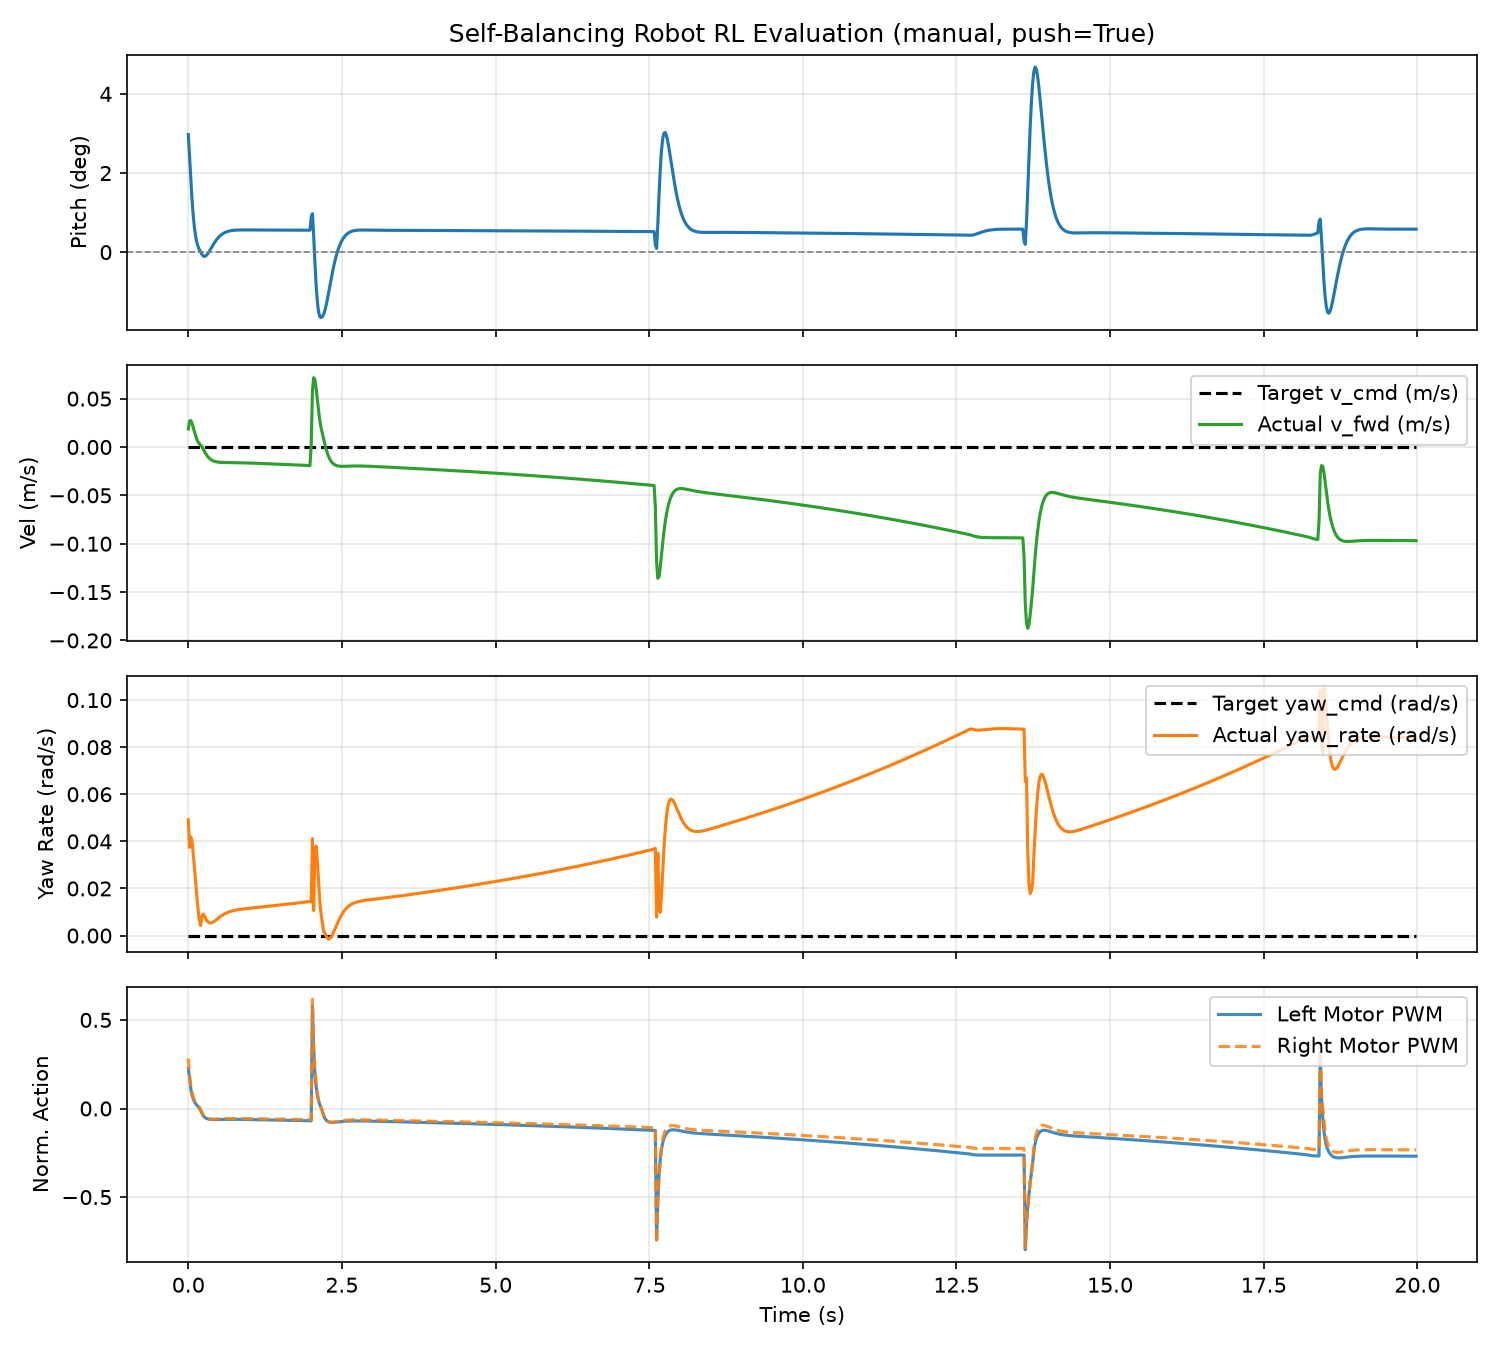 Self-Balancing Robot RL Evaluation (manual, push=True)
Pitch (deg)
4
2
0
Vel (m/s)
0.05
0.00
−0.05
−0.10
−0.15
−0.20
Target v_cmd (m/s)
Actual v_fwd (m/s)
Yaw Rate (rad/s)
0.10
0.08
0.06
0.04
0.02
0.00
Target yaw_cmd (rad/s)
Actual yaw_rate (rad/s)
Norm. Action
0.5
0.0
−0.5
Left Motor PWM
Right Motor PWM
0.0 2.5 5.0 7.5 10.0 12.5 15.0 17.5 20.0
Time (s)